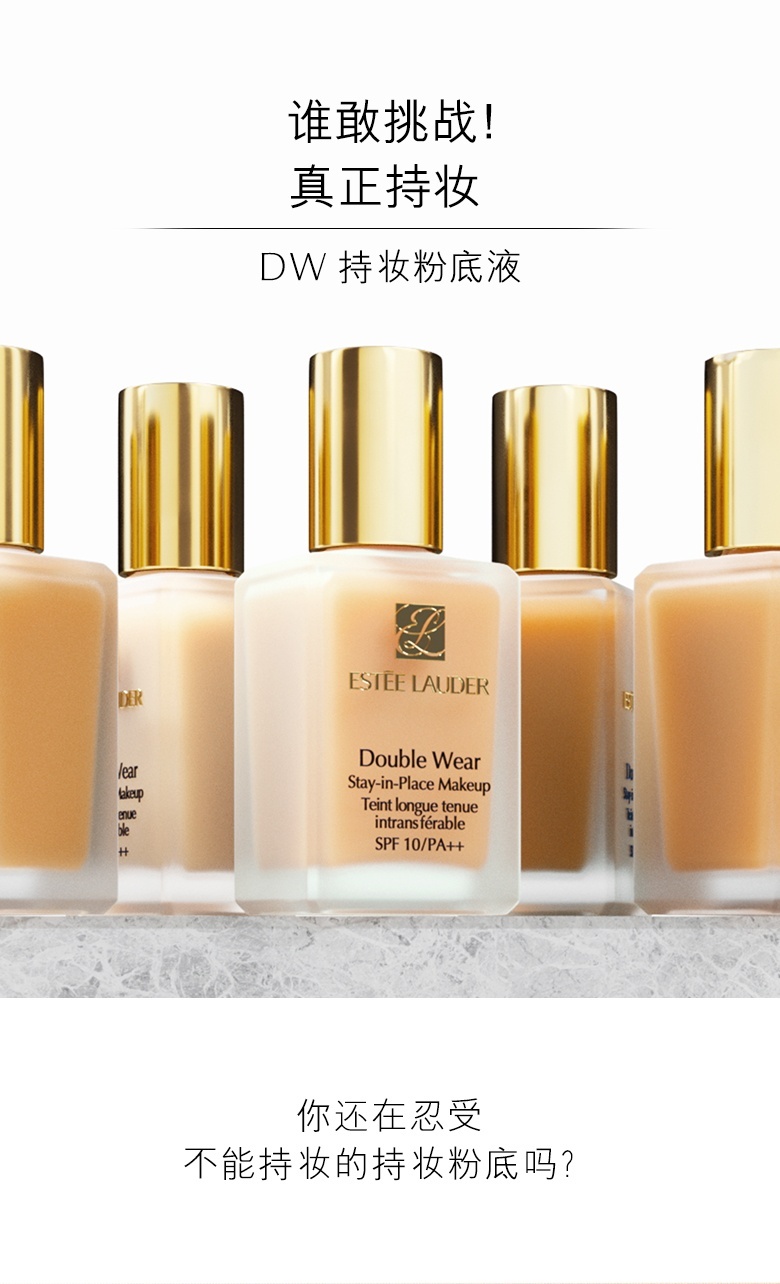 谁敢挑战!
真正持妆
DW 持妆粉底液
ESTĒE LAUDER
Double Wear
Stay-in-Place Makeup
Teint longue tenue
intransférable
SPF 10/PA++
你还在忍受
不能持妆的持妆粉底吗?